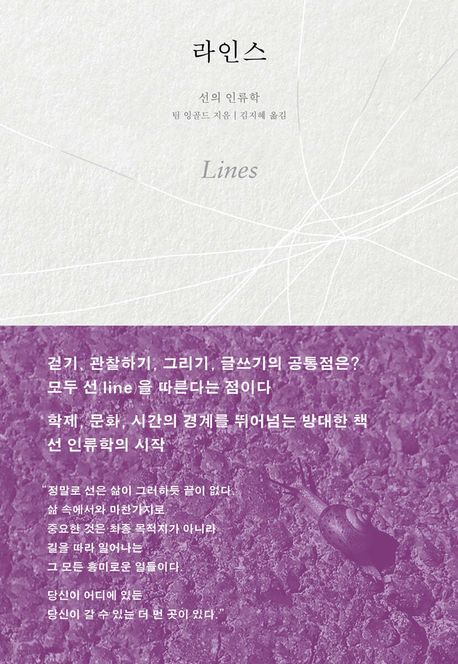 라인스
선의 인류학
팀 잉골드 지음 | 김지혜 옮김
Lines
걷기, 관찰하기, 그리기, 글쓰기의 공통점은?
모두 선(line)을 따른다는 점이다
학제, 문화, 시간의 경계를 뛰어넘는 방대한 책
선 인류학의 시작
“정말로 선은 삶이 그러하듯 끝이 없다.
삶 속에서와 마찬가지로
중요한 것은 최종 목적지가 아니라
길을 따라 일어나는
그 모든 흥미로운 일들이다.
당신이 어디에 있든
당신이 갈 수 있는 더 먼 곳이 있다.”